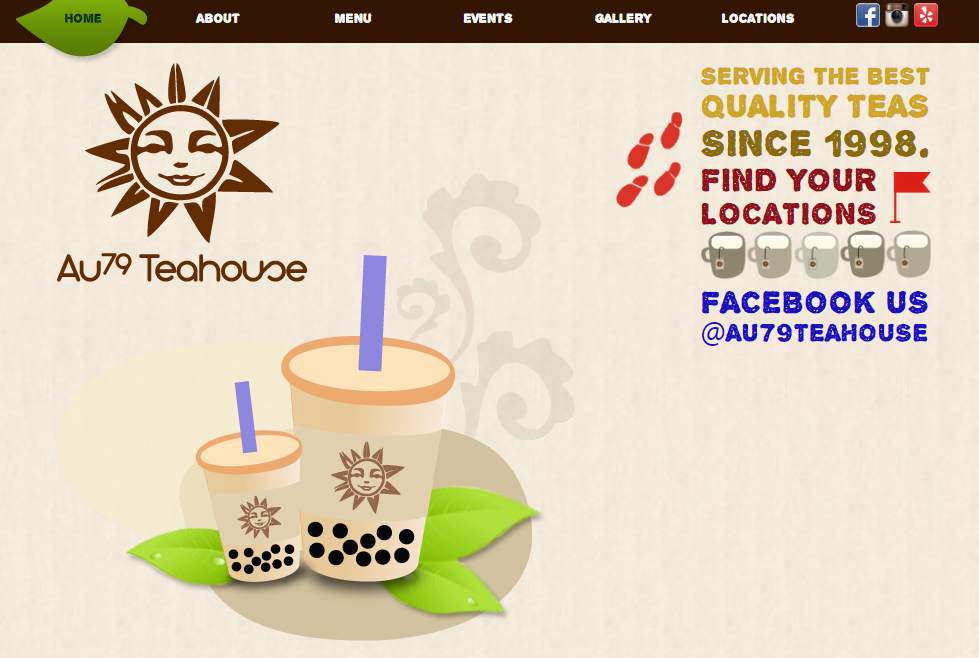 HOME ABOUT MENU EVENTS GALLERY LOCATIONS
Au79 Teahouse
SERVING THE BEST
QUALITY TEAS
SINCE 1998.
FIND YOUR
LOCATIONS
FACEBOOK US
@AU79TEAHOUSE